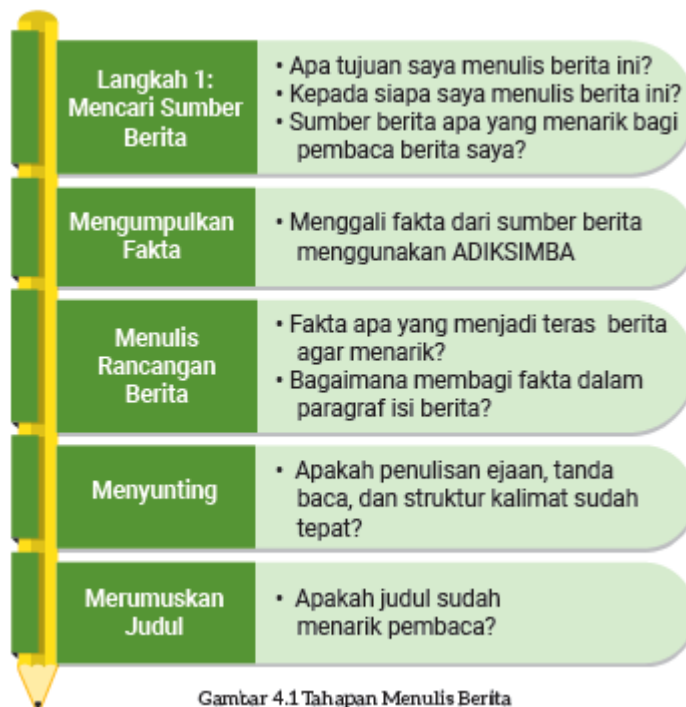 Langkah 1:
Mencari Sumber
Berita
• Apa tujuan saya menulis berita ini?
• Kepada siapa saya menulis berita ini?
• Sumber berita apa yang menarik bagi
pembaca berita saya?
Mengumpulkan
Fakta
• Menggali fakta dari sumber berita
menggunakan ADIKSIMBA
Menulis
Rancangan
Berita
• Fakta apa yang menjadi teras berita
agar menarik?
• Bagaimana membagi fakta dalam
paragraf isi berita?
Menyunting
• Apakah penulisan ejaan, tanda
baca, dan struktur kalimat sudah
tepat?
Merumuskan
Judul
• Apakah judul sudah
menarik pembaca?
Gambar 4.1 Tahapan Menulis Berita